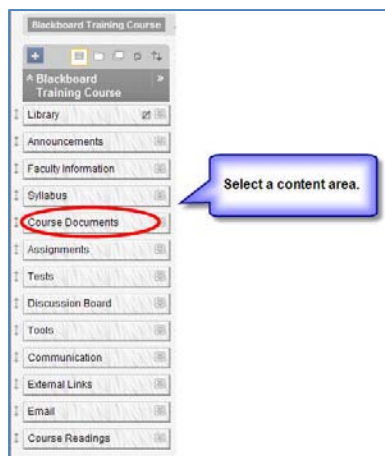 Blackboard Training Course
Blackboard
Training Course
Library
Announcements
Faculty Information
Syllabus
Select a content area.
Course Documents
Assignments
Tests
Discussion Board
Tools
Communication
External Links
Email
Course Readings